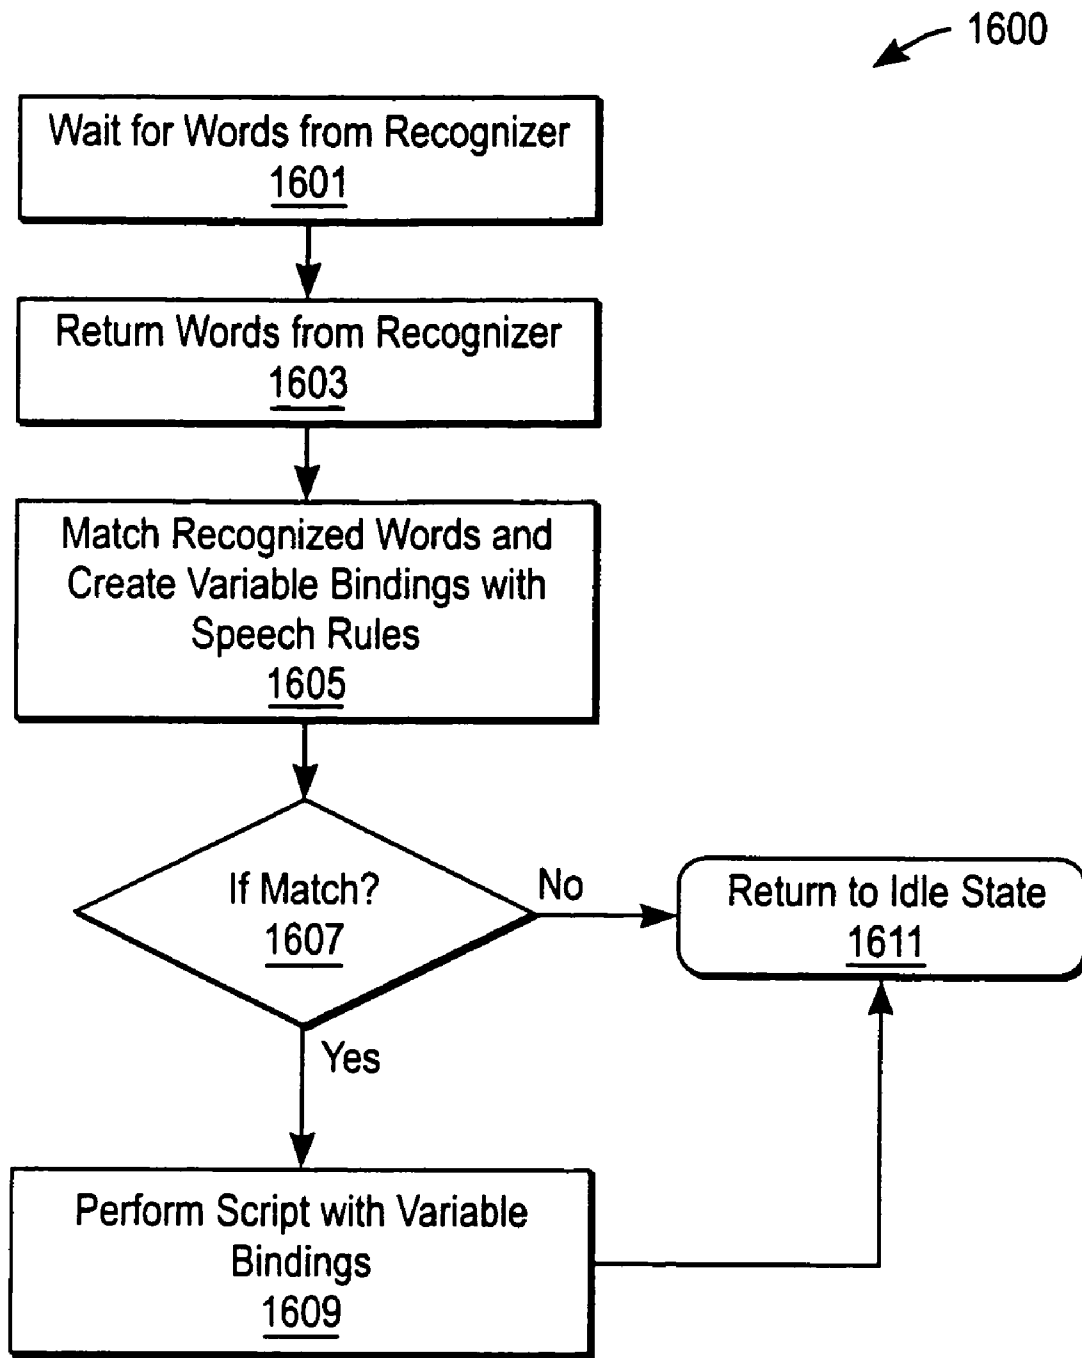 1600
Wait for Words from Recognizer
1601
Return Words from Recognizer
1603
Match Recognized Words and
Create Variable Bindings with
Speech Rules
1605
If Match?
1607
No
Return to Idle State
1611
Yes
Perform Script with Variable
Bindings
1609